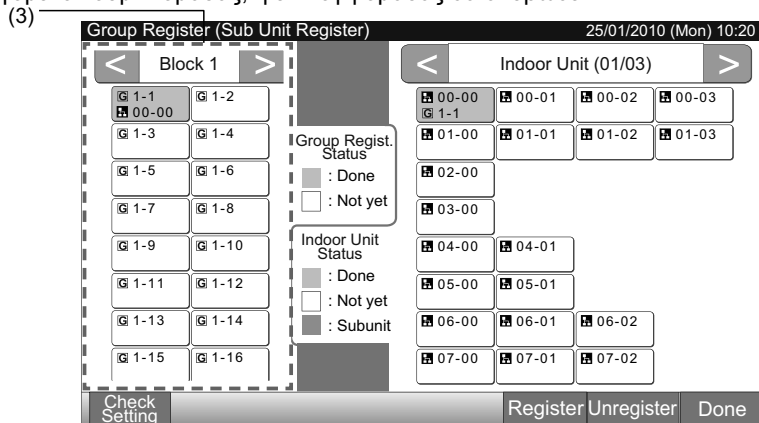 (3)
Group Register (Sub Unit Register) 25/01/2010 (Mon) 10:20
< Block 1 >
G 1-1
00-00
G 1-2
G 1-3 G 1-4
G 1-5 G 1-6
G 1-7 G 1-8
G 1-9 G 1-10
G 1-11 G 1-12
G 1-13 G 1-14
G 1-15 G 1-16
Group Regist.
Status
: Done
: Not yet
Indoor Unit
Status
: Done
: Not yet
: Subunit
< Indoor Unit (01/03) >
00-00
G 1-1
00-01 00-02 00-03
01-00 01-01 01-02 01-03
02-00
03-00
04-00 04-01
05-00 05-01
06-00 06-01 06-02
07-00 07-01 07-02
Check
Setting
Register Unregister Done